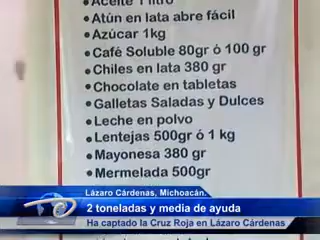 Aceite 1 litro
•Atún en lata abre fácil
•Azúcar 1kg
•Café Soluble 80gr ó 100 gr
•Chiles en lata 380 gr
•Chocolate en tabletas
•Galletas Saladas y Dulces
•Leche en polvo
•Lentejas 500gr ó 1 kg
•Mayonesa 380 gr
•Mermelada 500gr
Lázaro Cárdenas, Michoacán.
2 toneladas y media de ayuda
Ha captado la Cruz Roja en Lázaro Cárdenas